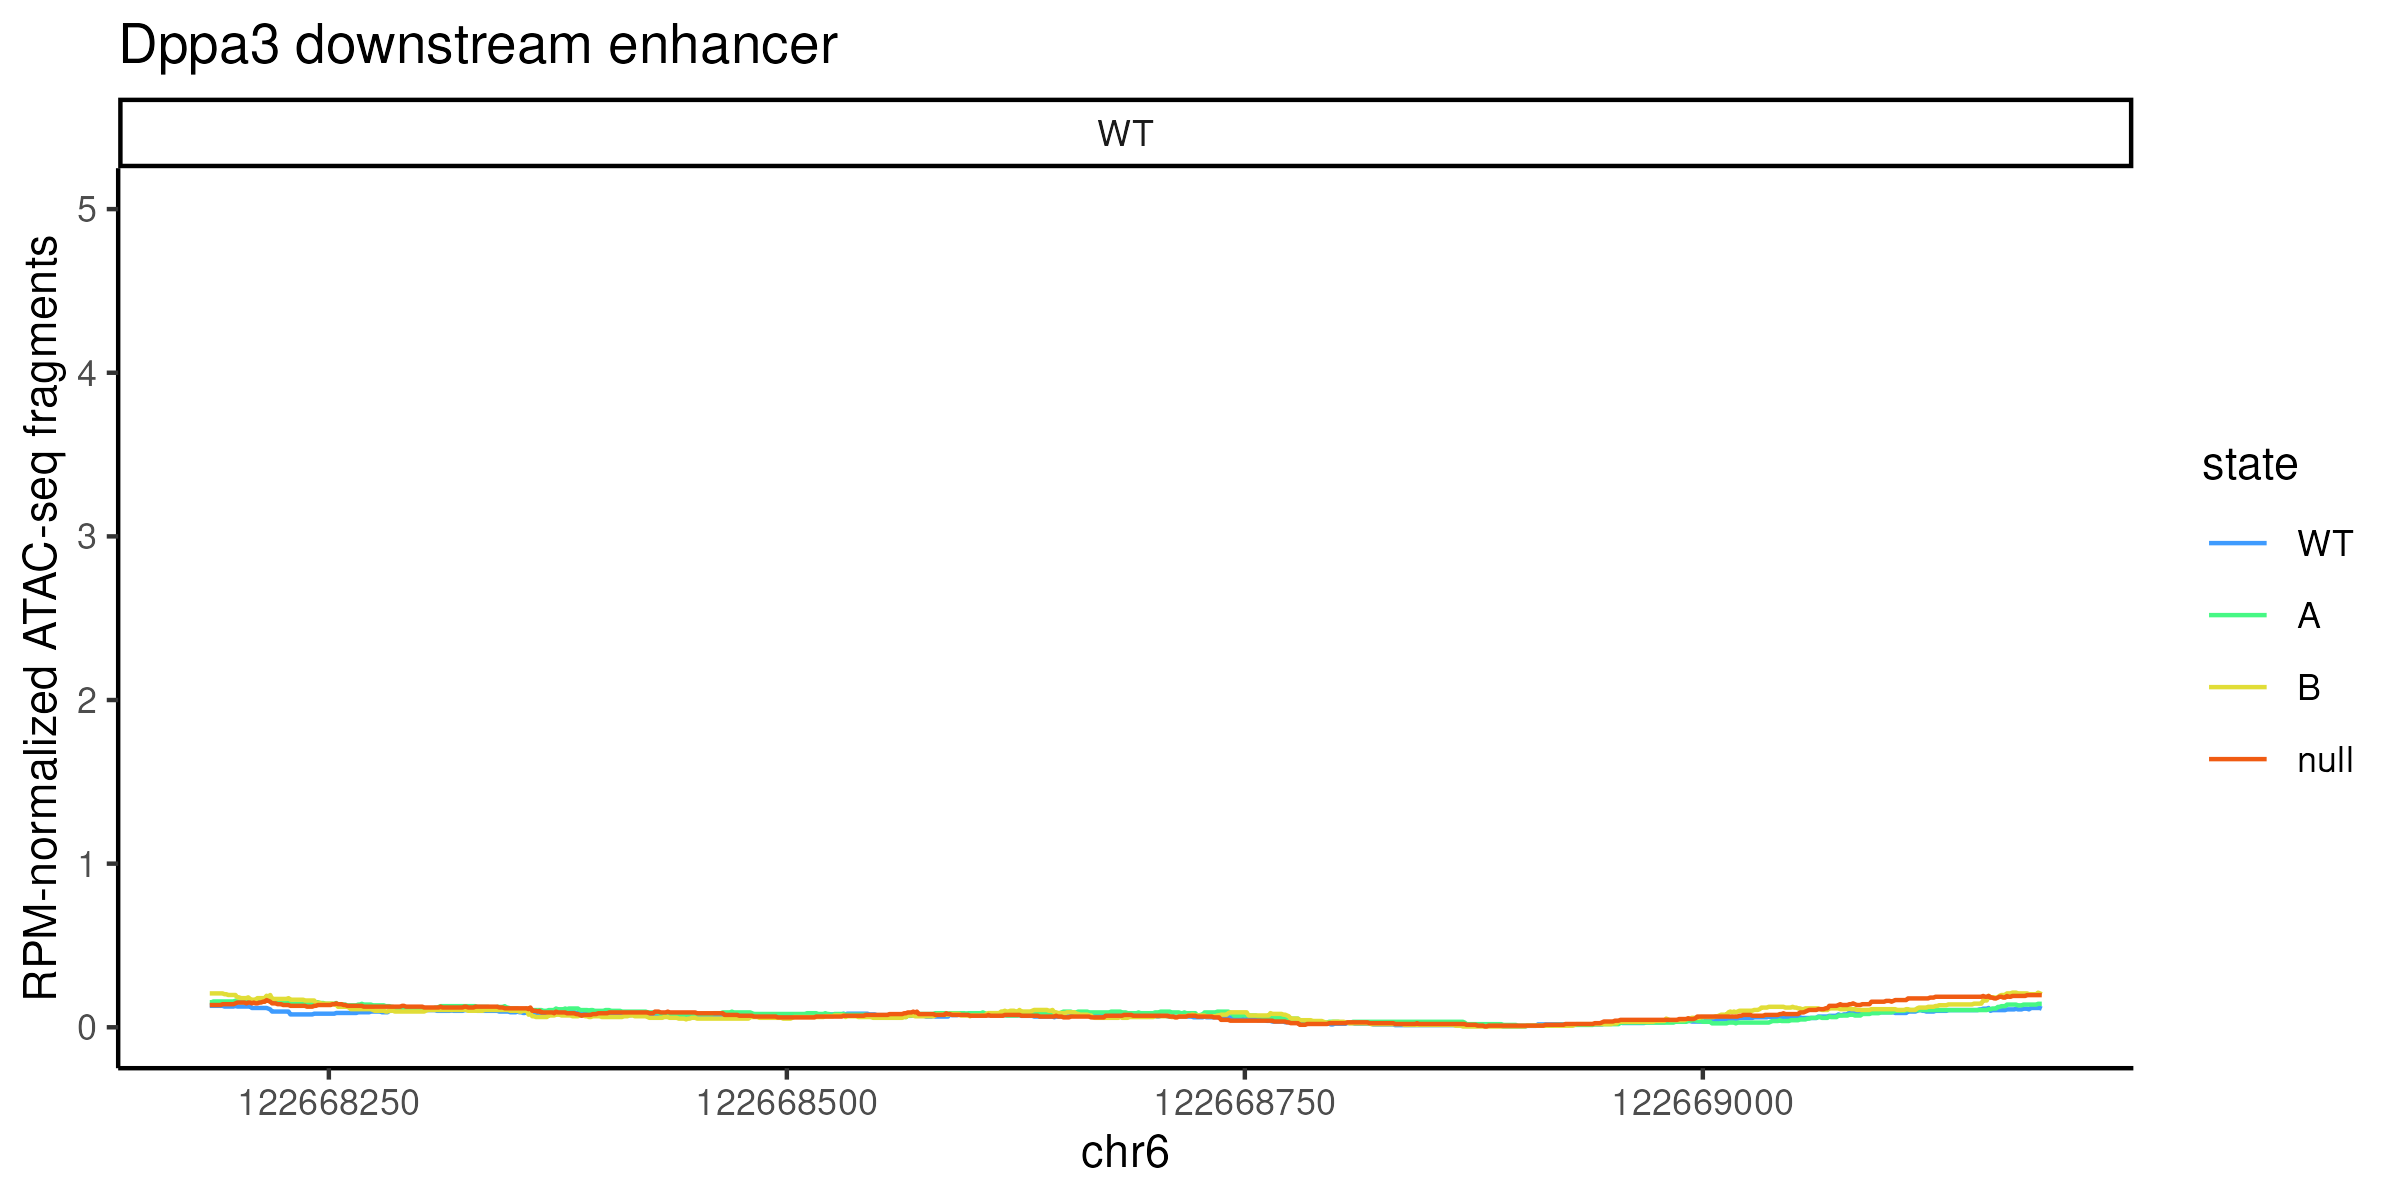 Dppa3 downstream enhancer
WT
RPM-normalized ATAC-seq fragments
5
4
3
2
1
0
122668250
122668500
122668750
122669000
chr6
state
WT
A
B
null